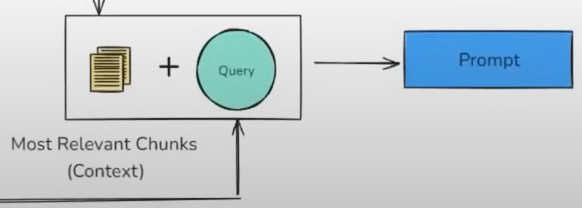 Query
Prompt
Most Relevant Chunks
(Context)